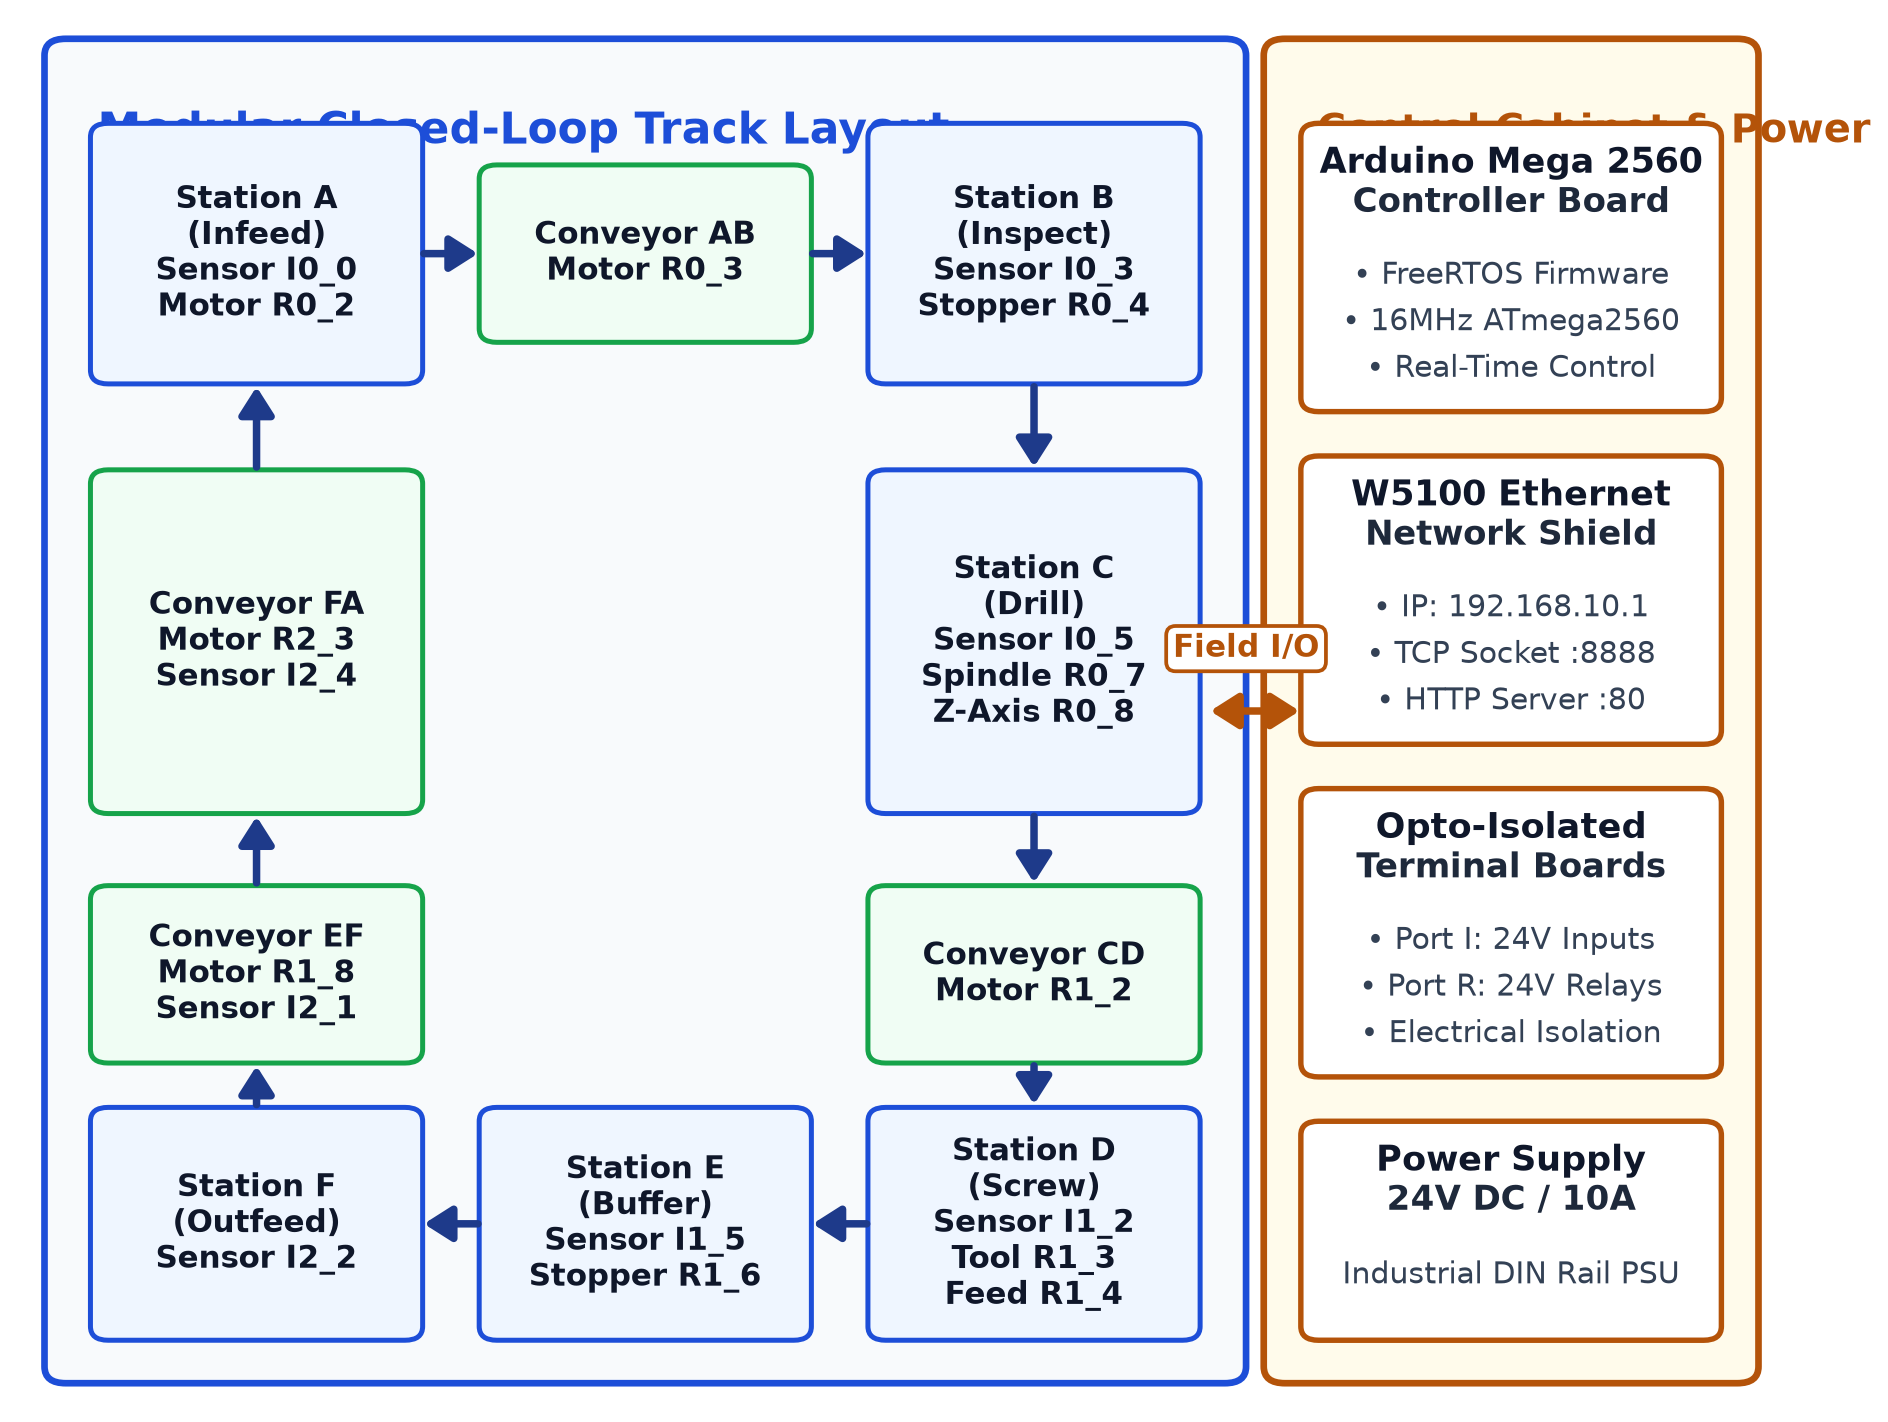 Modular Closed-Loop Track Layout
Station A
(Infeed)
Sensor I0_0
Motor R0_2
Conveyor AB
Motor R0_3
Station B
(Inspect)
Sensor I0_3
Stopper R0_4
Station C
(Drill)
Sensor I0_5
Spindle R0_7
Z-Axis R0_8
Conveyor CD
Motor R1_2
Station D
(Screw)
Sensor I1_2
Tool R1_3
Feed R1_4
Station E
(Buffer)
Sensor I1_5
Stopper R1_6
Station F
(Outfeed)
Sensor I2_2
Conveyor EF
Motor R1_8
Sensor I2_1
Conveyor FA
Motor R2_3
Sensor I2_4
Field I/O
Control Cabinet & Power
Arduino Mega 2560
Controller Board
• FreeRTOS Firmware
• 16MHz ATmega2560
• Real-Time Control
W5100 Ethernet
Network Shield
• IP: 192.168.10.1
• TCP Socket :8888
• HTTP Server :80
Opto-Isolated
Terminal Boards
• Port I: 24V Inputs
• Port R: 24V Relays
• Electrical Isolation
Power Supply
24V DC / 10A
Industrial DIN Rail PSU